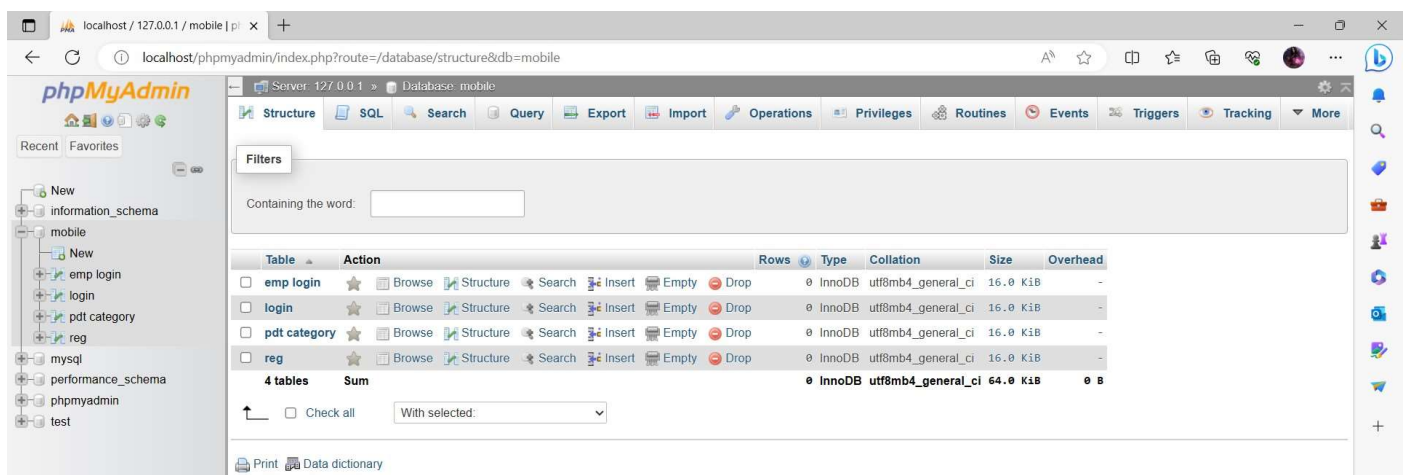 localhost / 127.0.0.1 / mobile | pl
localhost/phpmyadmin/index.php?route=/database/structure&db=mobile
phpMyAdmin
Recent Favorites
New
information_schema
mobile
New
emp login
login
pdt category
reg
mysql
performance_schema
phpmyadmin
test
Server: 127.0.0.1 » Database: mobile
Structure SQL Search Query Export Import Operations Privileges Routines Events Triggers Tracking More
Filters
Containing the word:
Table Action Rows Type Collation Size Overhead
emp login Browse Structure Search Insert Empty Drop 0 InnoDB utf8mb4_general_ci 16.0 KiB -
login Browse Structure Search Insert Empty Drop 0 InnoDB utf8mb4_general_ci 16.0 KiB -
pdt category Browse Structure Search Insert Empty Drop 0 InnoDB utf8mb4_general_ci 16.0 KiB -
reg Browse Structure Search Insert Empty Drop 0 InnoDB utf8mb4_general_ci 16.0 KiB -
4 tables Sum 0 InnoDB utf8mb4_general_ci 64.0 KiB 0 B
Check all With selected:
Print Data dictionary